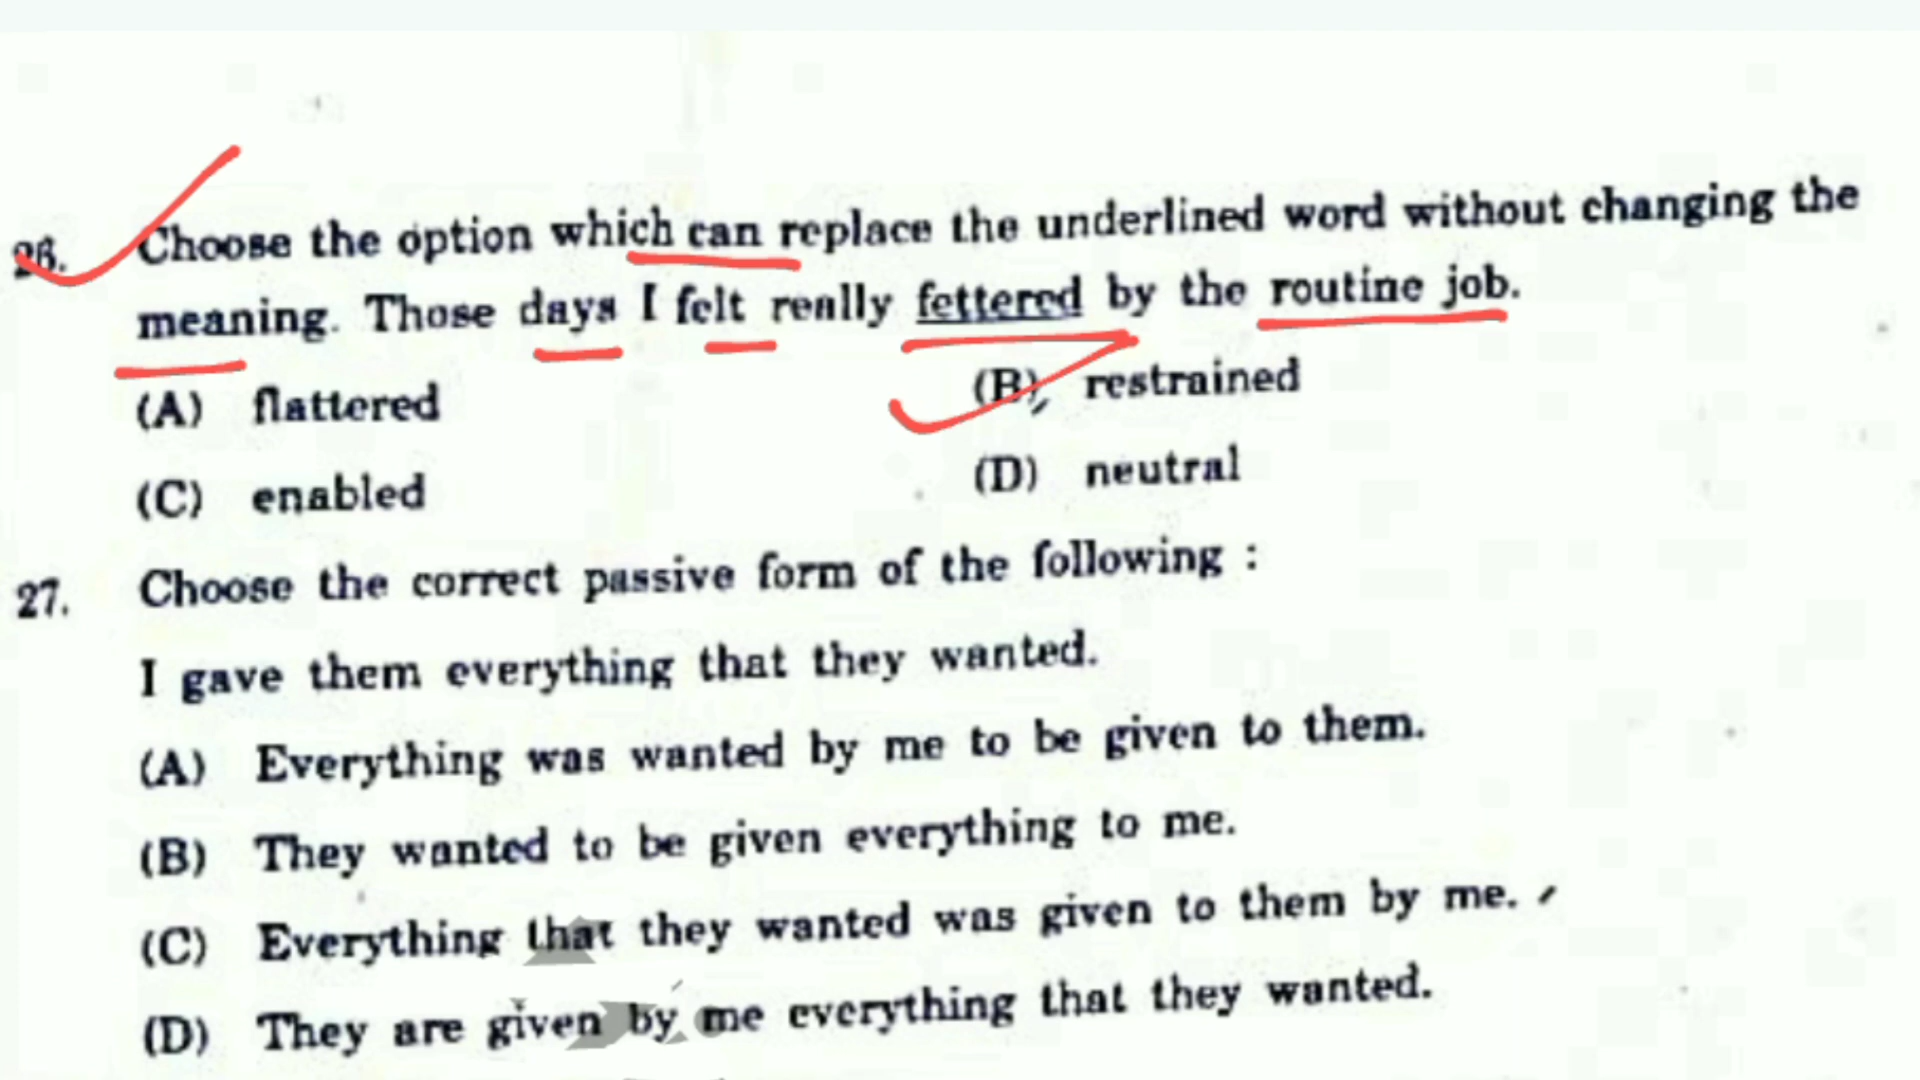 26. Choose the option which can replace the underlined word without changing the
meaning. Those days I felt really fettered by the routine job.
(A) flattered (B) restrained
(C) enabled (D) neutral
27. Choose the correct passive form of the following :
I gave them everything that they wanted.
(A) Everything was wanted by me to be given to them.
(B) They wanted to be given everything to me.
(C) Everything that they wanted was given to them by me.
(D) They are given by me everything that they wanted.